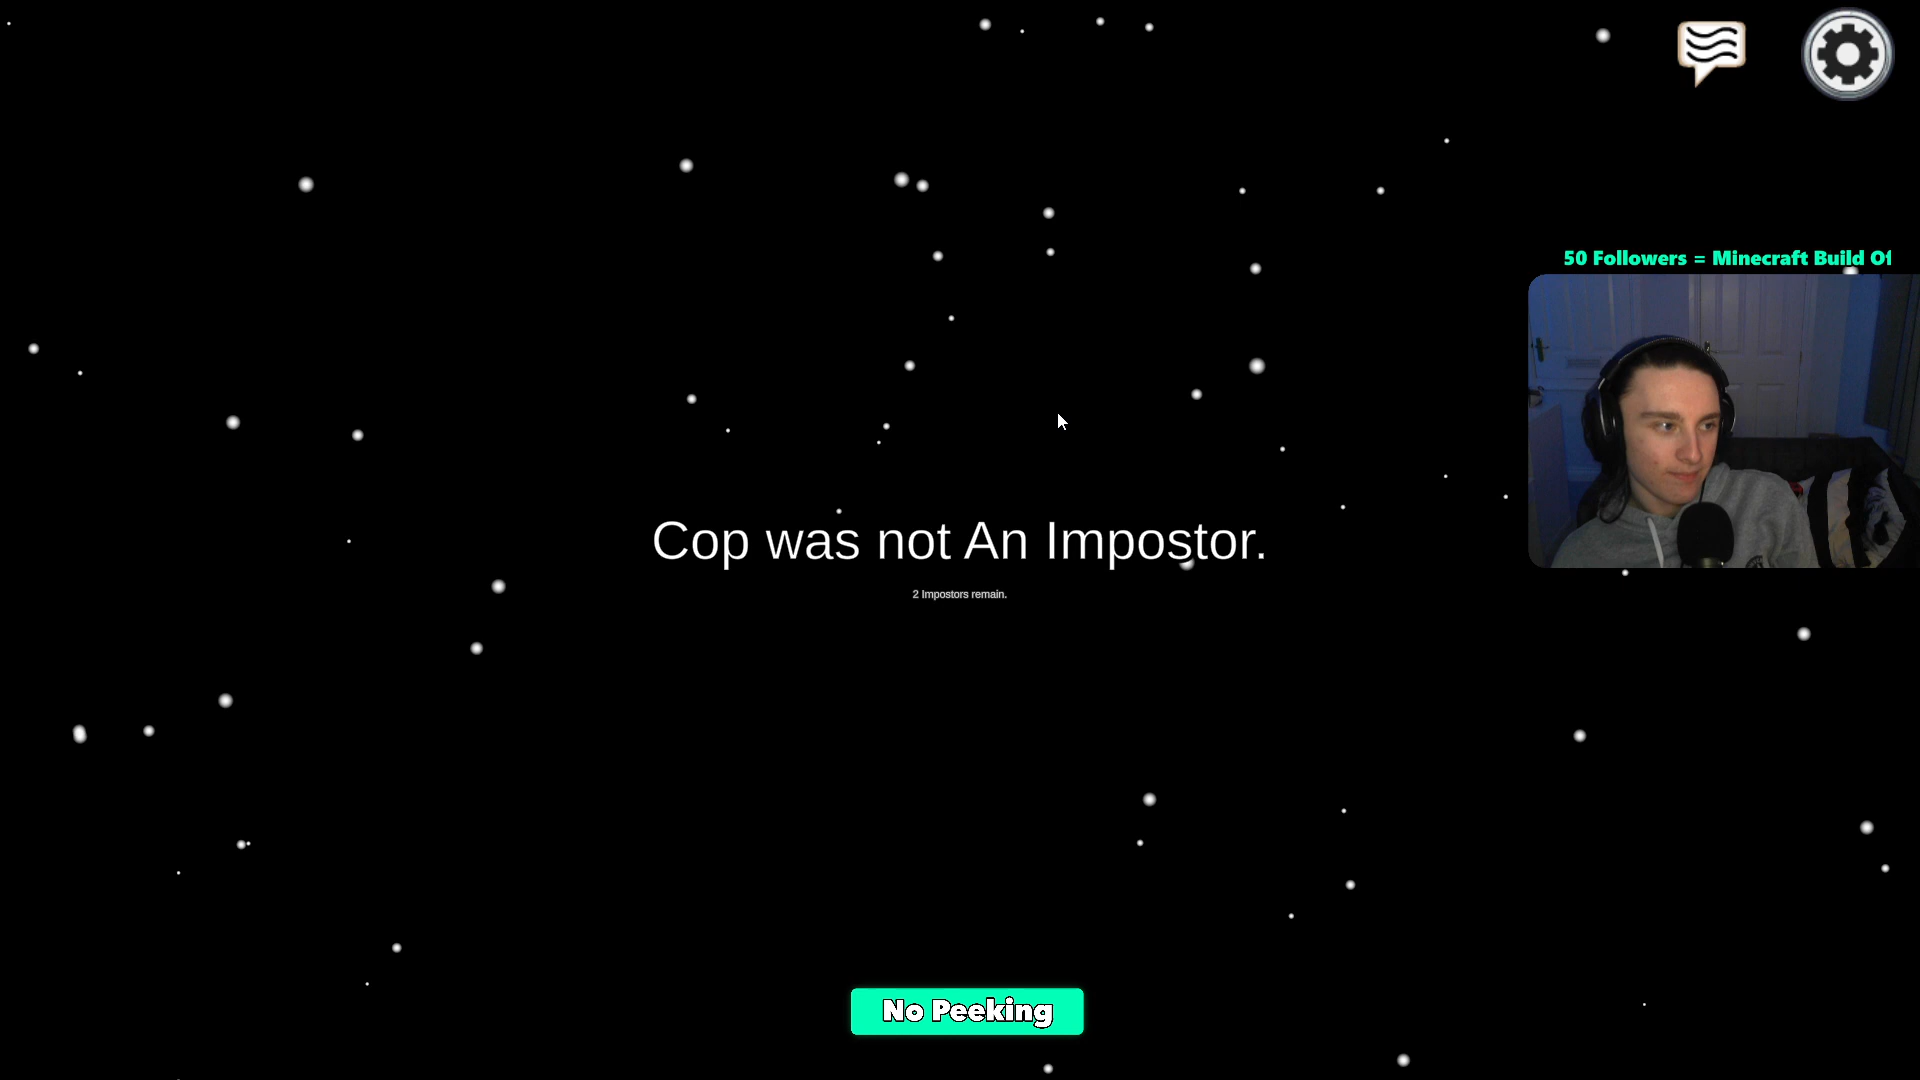 50 Followers = Minecraft Build Of
Cop was not An Impostor.
2 Impostors remain.
No Peeking